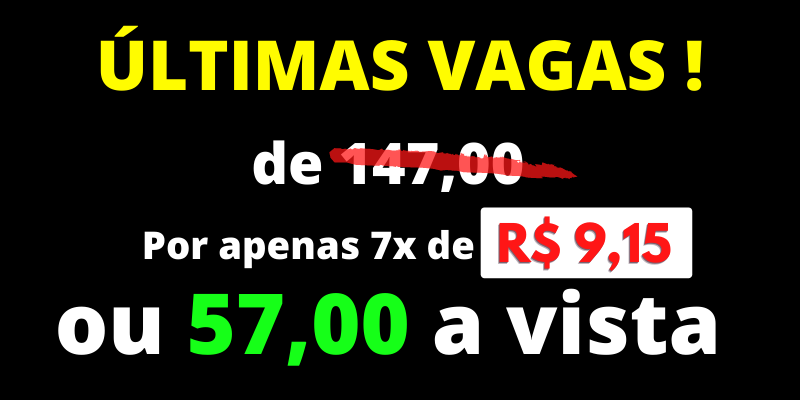 ÚLTIMAS VAGAS !
de 147,00
Por apenas 7x de R$ 9,15
ou 57,00 a vista